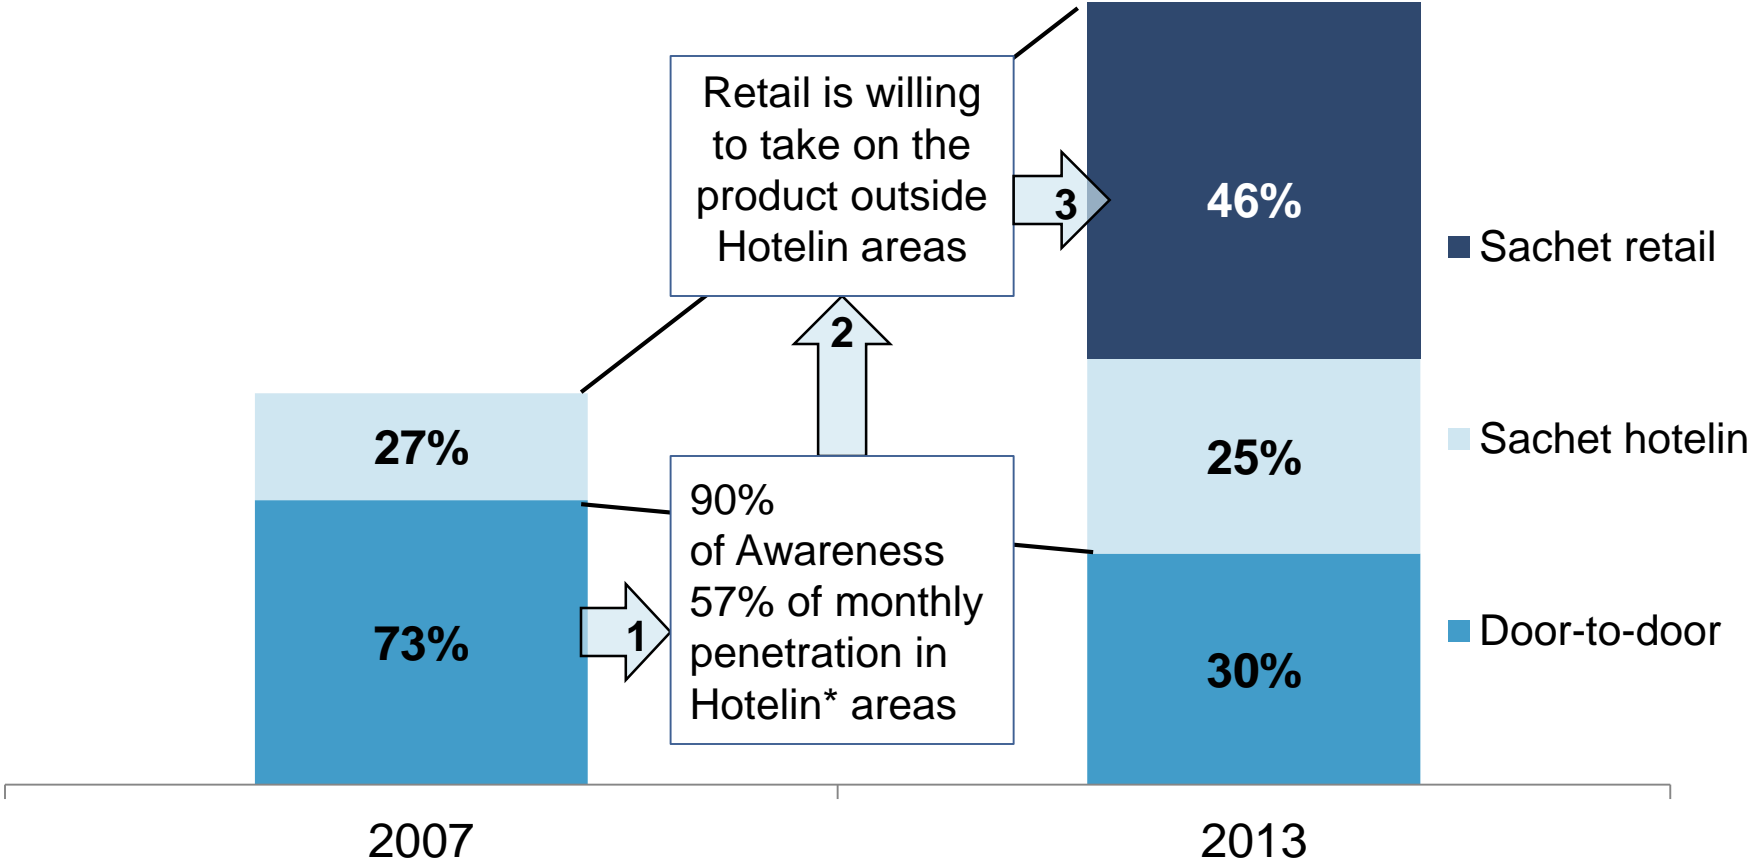 Retail is willing
to take on the
product outside
Hotelin areas
3
46%
Sachet retail
2
27%
25%
Sachet hotelin
90%
of Awareness
57% of monthly
penetration in
Hotelin* areas
1
73%
30%
Door-to-door
2007
2013